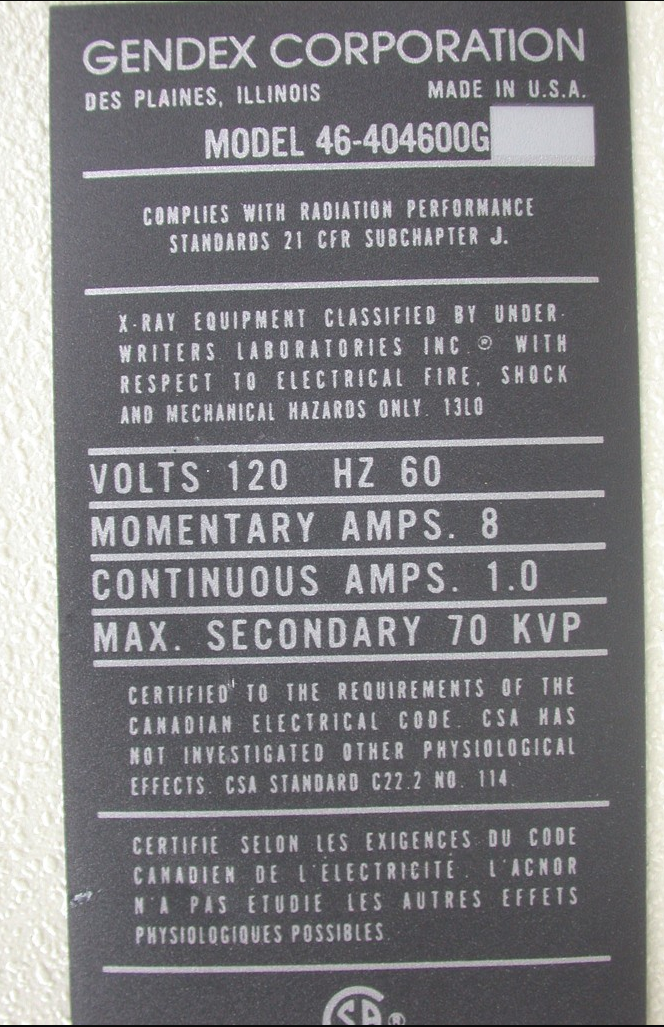 GENDEX CORPORATION
DES PLAINES, ILLINOIS MADE IN U.S.A.
MODEL 46-404600G
COMPLIES WITH RADIATION PERFORMANCE
STANDARDS 21 CFR SUBCHAPTER J.
X-RAY EQUIPMENT CLASSIFIED BY UNDER-
WRITERS LABORATORIES INC.® WITH
RESPECT TO ELECTRICAL FIRE, SHOCK
AND MECHANICAL HAZARDS ONLY. 13L0
VOLTS 120 HZ 60
MOMENTARY AMPS. 8
CONTINUOUS AMPS. 1.0
MAX. SECONDARY 70 KVP
CERTIFIED TO THE REQUIREMENTS OF THE
CANADIAN ELECTRICAL CODE. CSA HAS
NOT INVESTIGATED OTHER PHYSIOLOGICAL
EFFECTS. CSA STANDARD C22.2 NO. 114
CERTIFIE SELON LES EXIGENCES DU CODE
CANADIEN DE L'ELECTRICITÉ. L'ACNOR
N'A PAS ETUDIE LES AUTRES EFFETS
PHYSIOLOGIQUES POSSIBLES.
SA ®